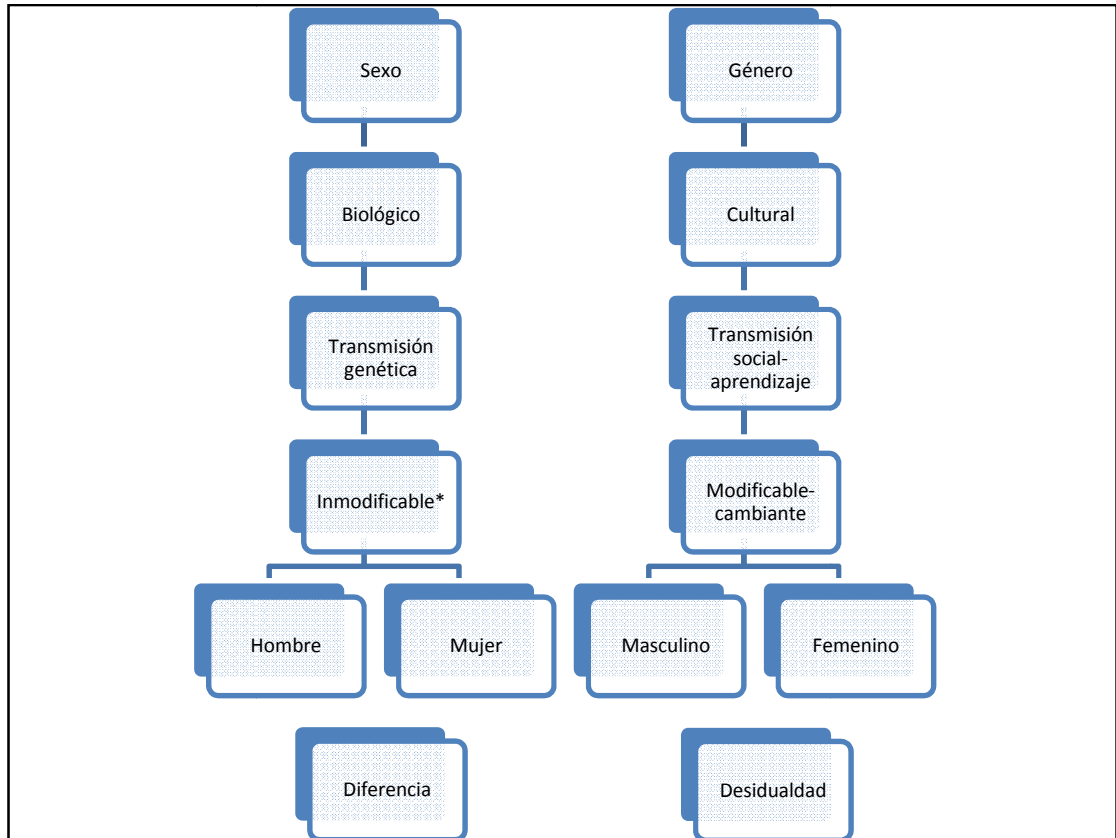 Sexo
Género
Biológico
Cultural
Transmisión
genética
Transmisión
social-
aprendizaje
Inmodificable*
Modificable-
cambiante
Hombre
Mujer
Masculino
Femenino
Diferencia
Desidualdad